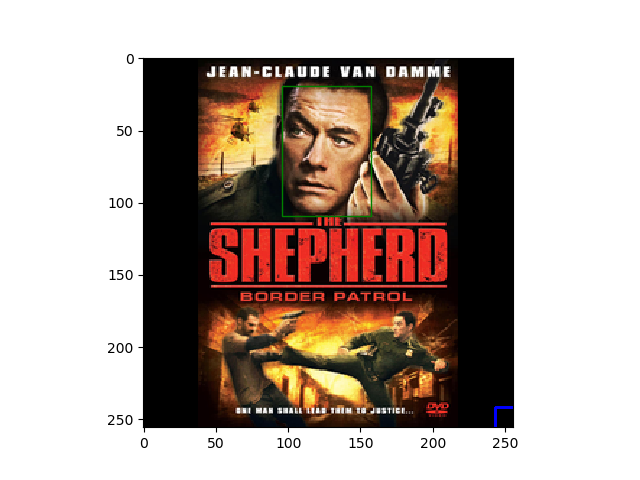 JEAN-CLAUDE VAN DAMME
THE
SHEPHERD
BORDER PATROL
ONE MAN SHALL LEAD THEM TO JUSTICE...
DVD
0
50
100
150
200
250
0
50
100
150
200
250